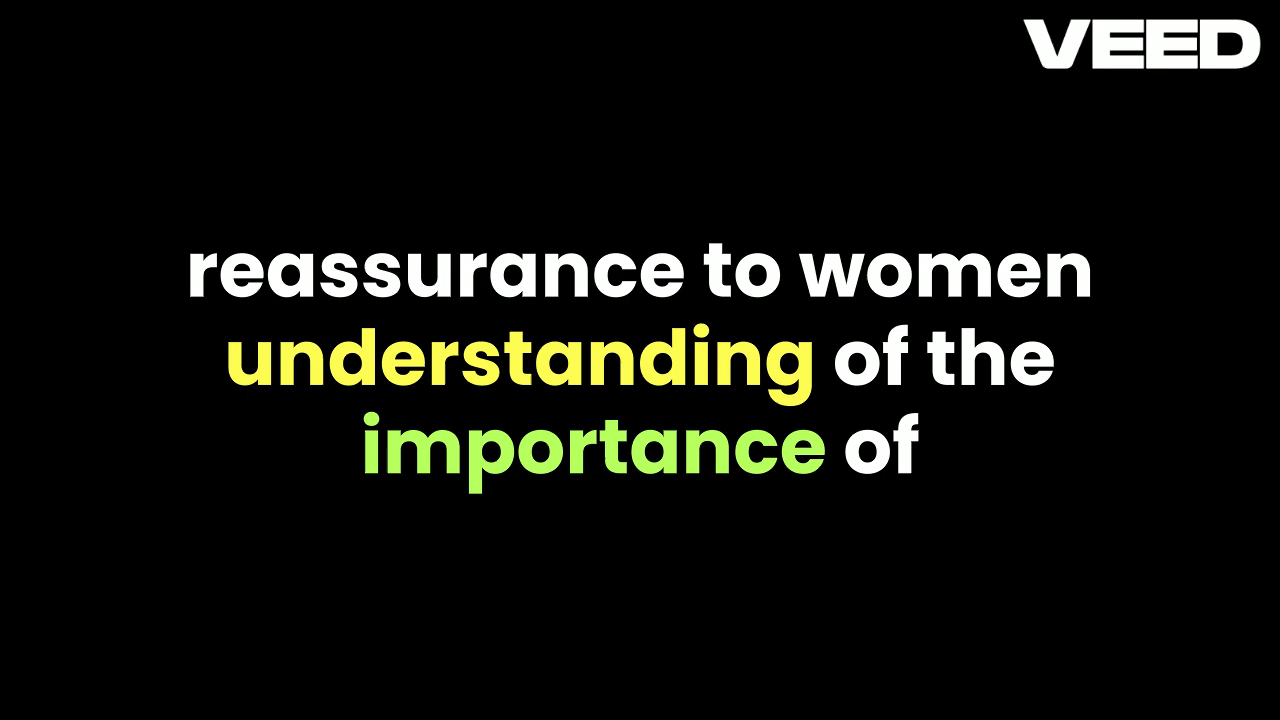 VEED
reassurance to women
understanding of the
importance of